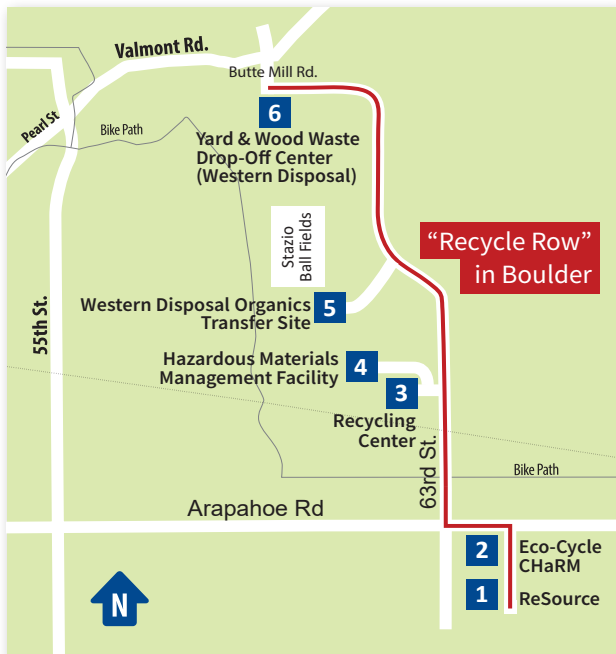 Valmont Rd.
Butte Mill Rd.
Pearl St
Bike Path
6
Yard & Wood Waste
Drop-Off Center
(Western Disposal)
Stazio
Ball Fields
“Recycle Row”
in Boulder
55th St.
Western Disposal Organics
Transfer Site
5
Hazardous Materials
Management Facility
4
3
Recycling
Center
63rd St.
Bike Path
Arapahoe Rd
2
Eco-Cycle
CHaRM
1
ReSource
N